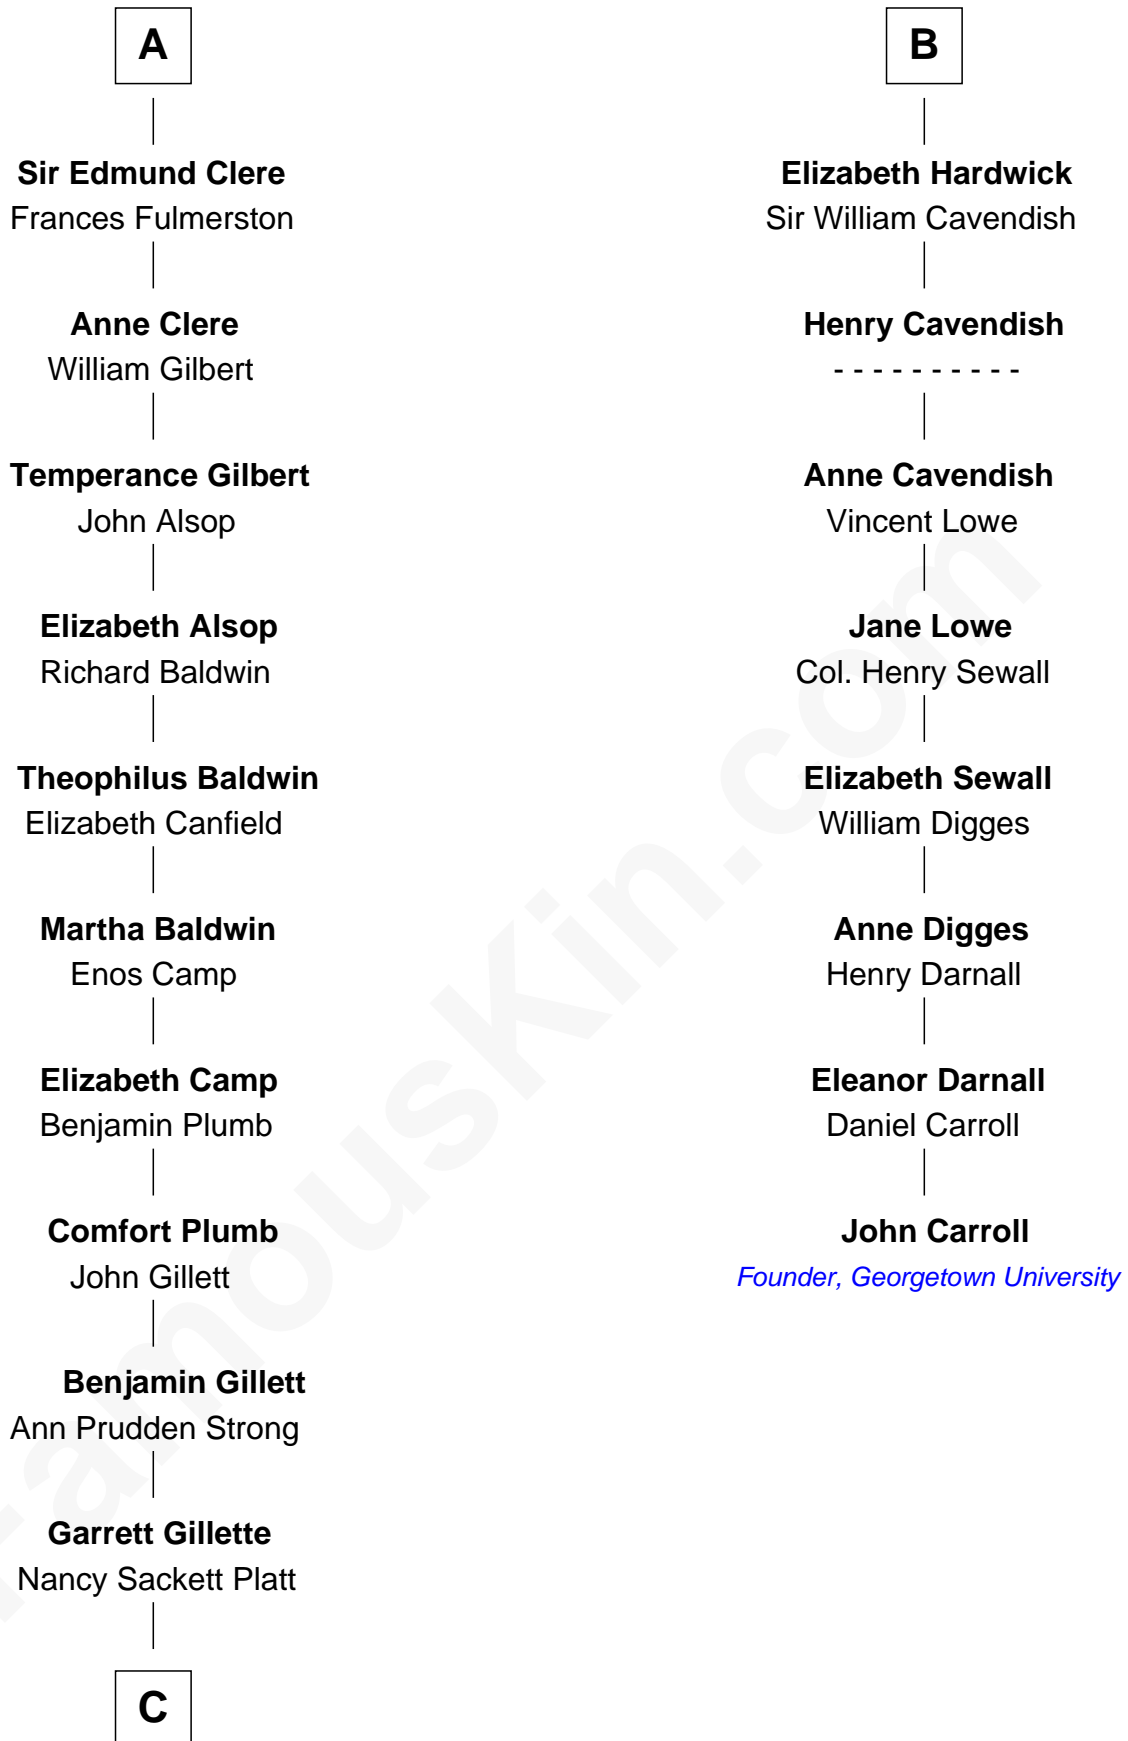 A
Sir Edmund Clere
Frances Fulmerston
Anne Clere
William Gilbert
Temperance Gilbert
John Alsop
Elizabeth Alsop
Richard Baldwin
Theophilus Baldwin
Elizabeth Canfield
Martha Baldwin
Enos Camp
Elizabeth Camp
Benjamin Plumb
Comfort Plumb
John Gillett
Benjamin Gillett
Ann Prudden Strong
Garrett Gillette
Nancy Sackett Platt
C
B
Elizabeth Hardwick
Sir William Cavendish
Henry Cavendish
- - - - - - - - - -
Anne Cavendish
Vincent Lowe
Jane Lowe
Col. Henry Sewall
Elizabeth Sewall
William Digges
Anne Digges
Henry Darnall
Eleanor Darnall
Daniel Carroll
John Carroll
Founder, Georgetown University
FamousKin.com